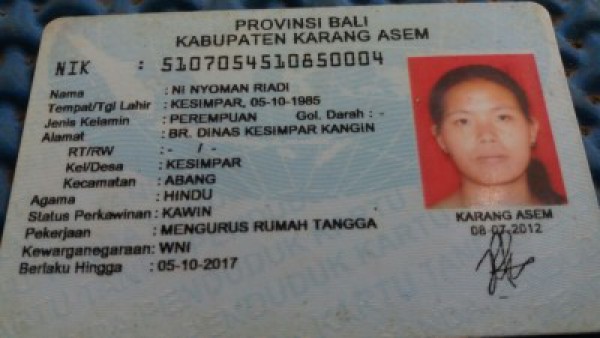 PROVINSI BALI
KABUPATEN KARANG ASEM
NIK : 5107054510850004
Nama : NI NYOMAN RIADI
Tempat/Tgl Lahir : KESIMPAR, 05-10-1985
Jenis Kelamin : PEREMPUAN Gol. Darah : -
Alamat : BR. DINAS KESIMPAR KANGIN
RT/RW : - / -
Kel/Desa : KESIMPAR
Kecamatan : ABANG
Agama : HINDU
Status Perkawinan : KAWIN
Pekerjaan : MENGURUS RUMAH TANGGA
Kewarganegaraan: WNI
Berlaku Hingga : 05-10-2017
KARANG ASEM
08-07-2012